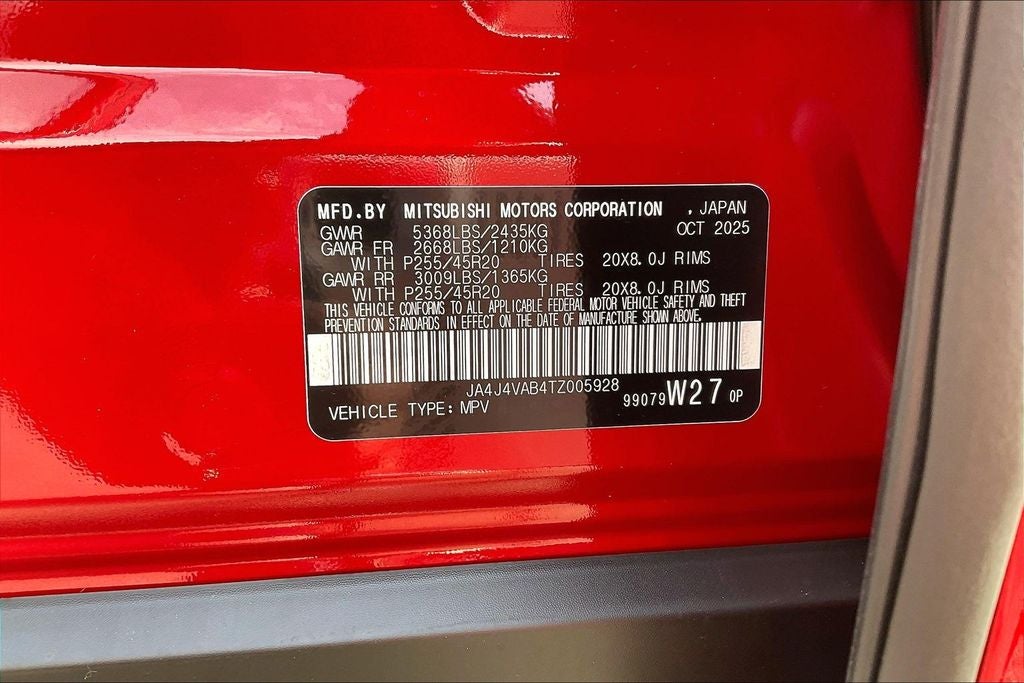 MFD.BY MITSUBISHI MOTORS CORPORATION , JAPAN
GWWR 5368LBS/2435KG OCT 2025
GAWR FR 2668LBS/1210KG
WITH P255/45R20 TIRES 20X8.0J RIMS
GAWR RR 3009LBS/1365KG
WITH P255/45R20 TIRES 20X8.0J RIMS
THIS VEHICLE CONFORMS TO ALL APPLICABLE FEDERAL MOTOR VEHICLE SAFETY AND THEFT
PREVENTION STANDARDS IN EFFECT ON THE DATE OF MANUFACTURE SHOWN ABOVE.
JA4J4VAB4TZ005928
VEHICLE TYPE: MPV 99079W27 0P